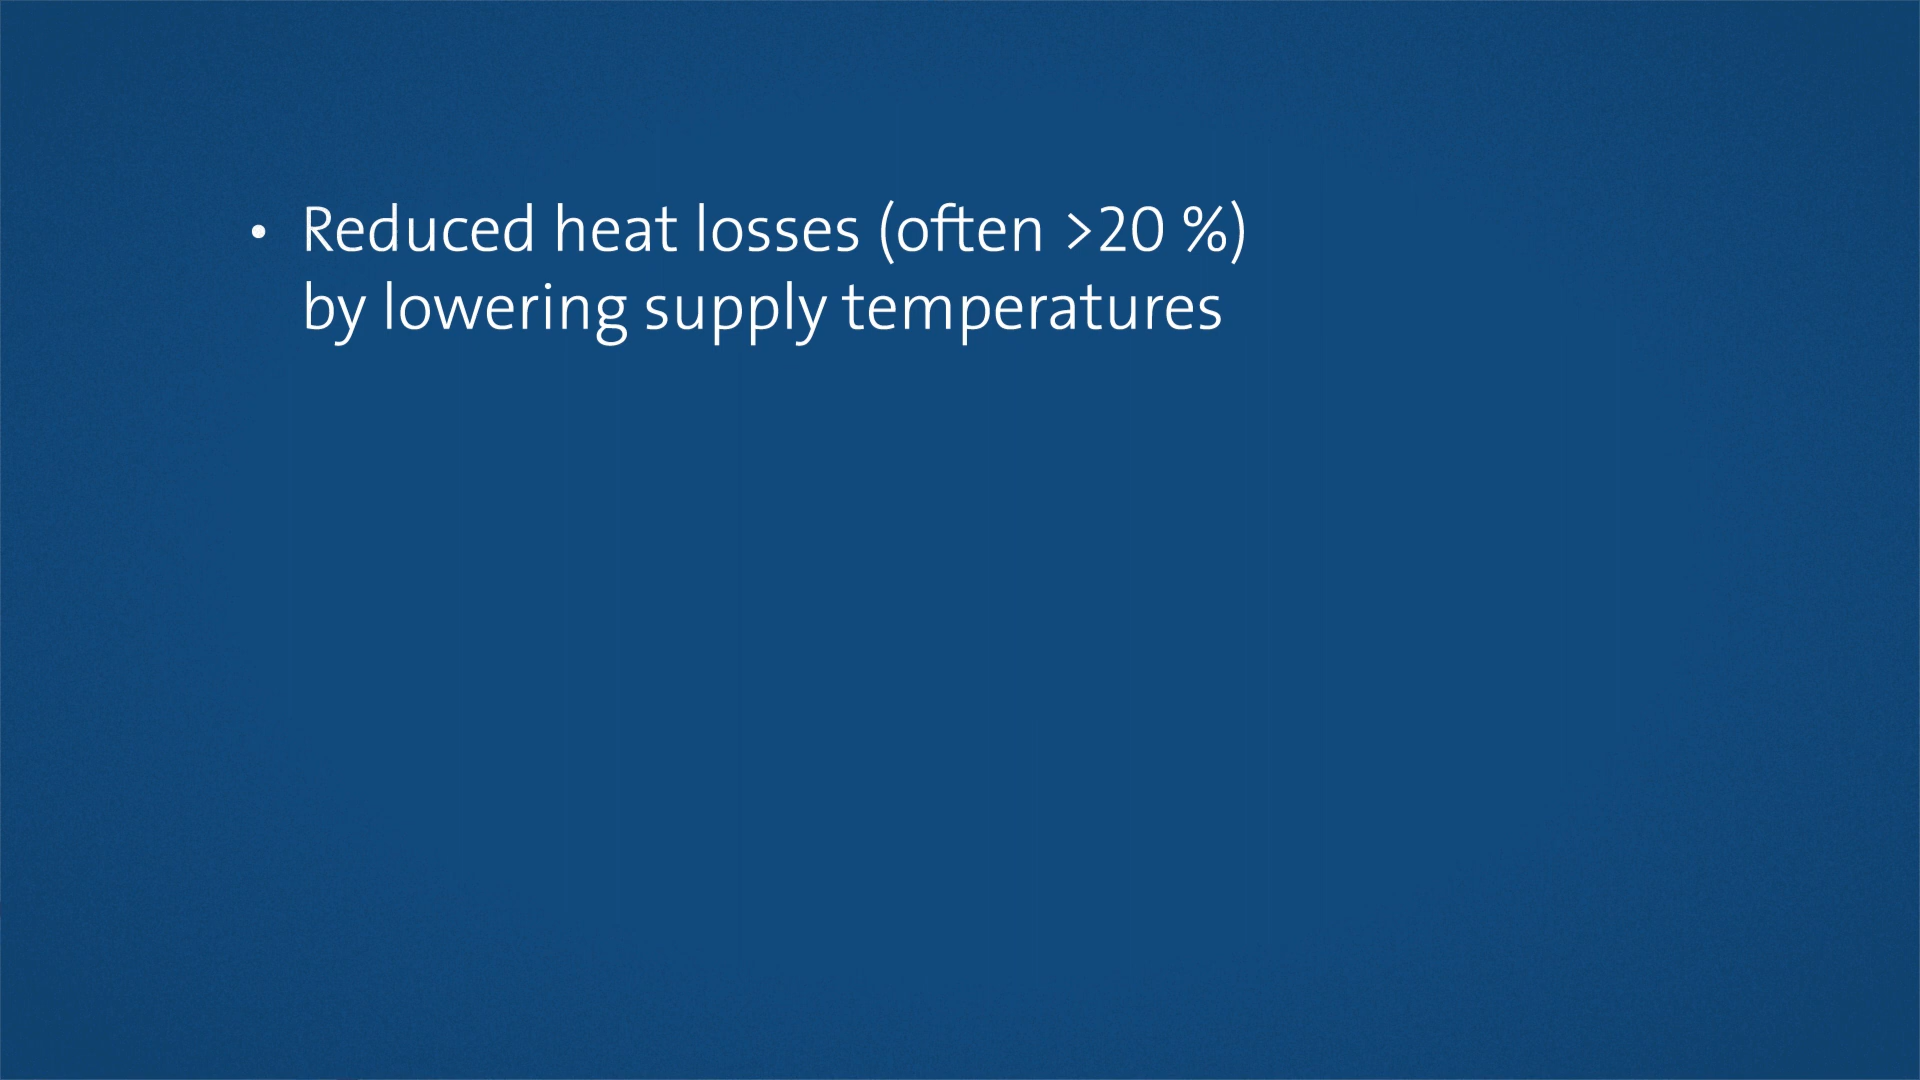 • Reduced heat losses (often >20 %)
by lowering supply temperatures